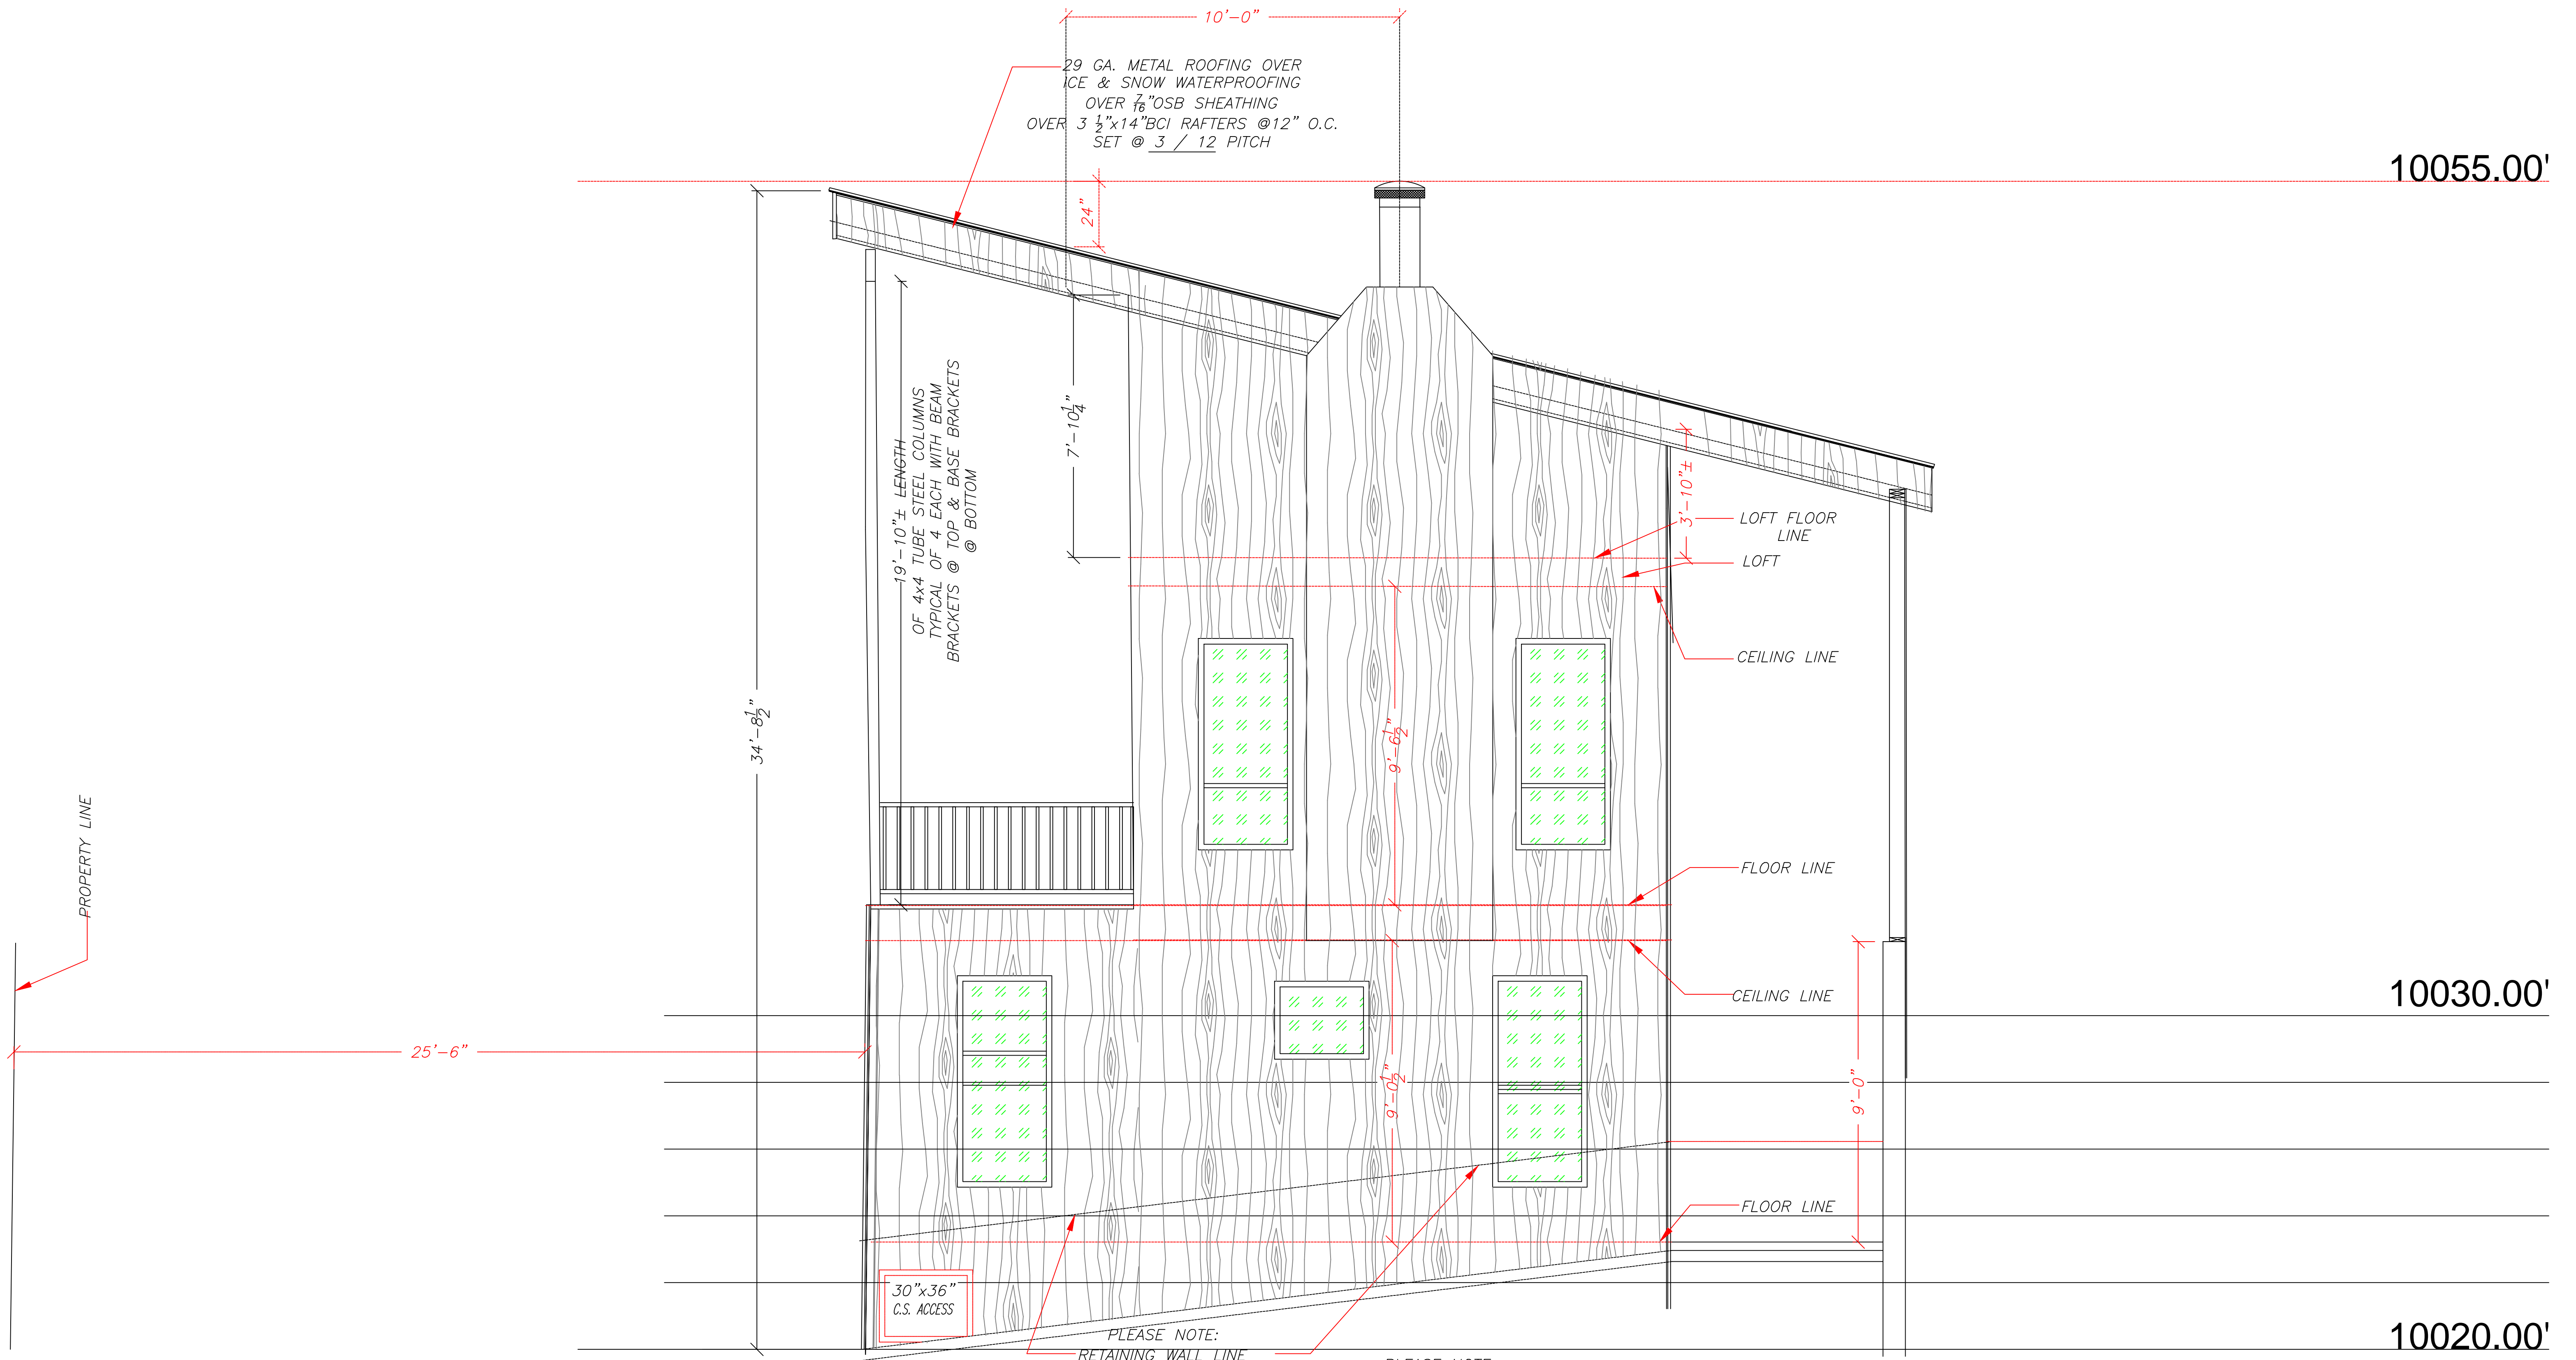 10'-0"
29 GA. METAL ROOFING OVER
ICE & SNOW WATERPROOFING
OVER 7/16"OSB SHEATHING
OVER 3 1/2"x14"BCI RAFTERS @12" O.C.
SET @ 3 / 12 PITCH
10055.00'
24"
34'-8 1/2"
19'-10"± LENGTH
OF 4x4 TUBE STEEL COLUMNS
TYPICAL OF 4 EACH WITH BEAM
BRACKETS @ TOP & BASE BRACKETS
@ BOTTOM
7'-10 1/4"
3'-10"±
LOFT FLOOR
LINE
LOFT
CEILING LINE
9'-6 1/2"
PROPERTY LINE
FLOOR LINE
CEILING LINE
10030.00'
25'-6"
9'-0 1/2"
9'-0"
FLOOR LINE
30"x36"
C.S. ACCESS
PLEASE NOTE:
RETAINING WALL LINE
PLEASE NOTE
10020.00'